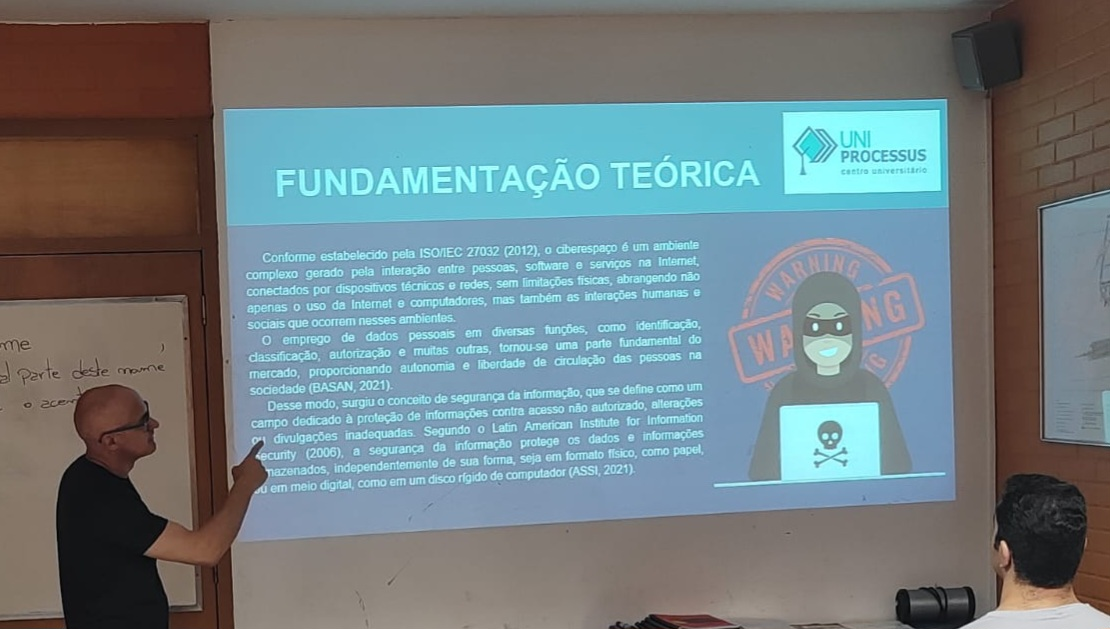 FUNDAMENTAÇÃO TEÓRICA
UNI
PROCESSUS
centro universitário
Conforme estabelecido pela ISO/IEC 27032 (2012), o ciberespaço é um ambiente
complexo gerado pela interação entre pessoas, software e serviços na Internet,
conectados por dispositivos técnicos e redes, sem limitações físicas, abrangendo não
apenas o uso da Internet e computadores, mas também as interações humanas e
sociais que ocorrem nesses ambientes.
O emprego de dados pessoais em diversas funções, como identificação,
classificação, autorização e muitas outras, tornou-se uma parte fundamental do
mercado, proporcionando autonomia e liberdade de circulação das pessoas na
sociedade (BASAN, 2021).
Desse modo, surgiu o conceito de segurança da informação, que se define como um
campo dedicado à proteção de informações contra acesso não autorizado, alterações
ou divulgações inadequadas. Segundo o Latin American Institute for Information
ecurity (2006), a segurança da informação protege os dados e informações
mazenados, independentemente de sua forma, seja em formato físico, como papel,
ou em meio digital, como em um disco rígido de computador (ASSI, 2021).
WARNING
WA NG
me
parte deste
o